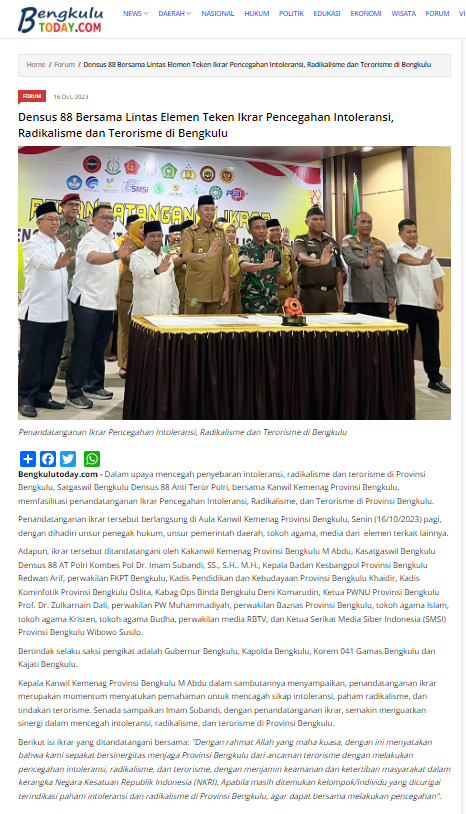 Bengkulu
TODAY.COM
NEWS DAERAH NASIONAL HUKUM POLITIK EDUKASI EKONOMI WISATA FORUM VI
Home / Forum / Densus 88 Bersama Lintas Elemen Teken Ikrar Pencegahan Intoleransi, Radikalisme dan Terorisme di Bengkulu
FORUM 16 Oct, 2023
Densus 88 Bersama Lintas Elemen Teken Ikrar Pencegahan Intoleransi,
Radikalisme dan Terorisme di Bengkulu
SMSI
PENANDATANGANAN IKRAR
Penandatanganan Ikrar Pencegahan Intoleransi, Radikalisme dan Terorisme di Bengkulu
Bengkulutoday.com - Dalam upaya mencegah penyebaran intoleransi, radikalisme dan terorisme di Provinsi
Bengkulu, Satgaswil Bengkulu Densus 88 Anti Teror Polri, bersama Kanwil Kemenag Provinsi Bengkulu,
memfasilitasi penandatanganan Ikrar Pencegahan Intoleransi, Radikalisme, dan Terorisme di Provinsi Bengkulu.
Penandatanganan ikrar tersebut berlangsung di Aula Kanwil Kemenag Provinsi Bengkulu, Senin (16/10/2023) pagi,
dengan dihadiri unsur penegak hukum, unsur pemerintah daerah, tokoh agama, media dan elemen terkait lainnya.
Adapun, ikrar tersebut ditandatangani oleh Kakanwil Kemenag Provinsi Bengkulu M Abdu, Kasatgaswil Bengkulu
Densus 88 AT Polri Kombes Pol Dr. Imam Subandi, SS., S.H.. M.H., Kepala Badan Kesbangpol Provinsi Bengkulu
Redwan Arif, perwakilan FKPT Bengkulu, Kadis Pendidikan dan Kebudayaan Provinsi Bengkulu Khaidir, Kadis
Kominfotik Provinsi Bengkulu Oslita, Kabag Ops Binda Bengkulu Deni Komarudin, Ketua PWNU Provinsi Bengkulu
Prof. Dr. Zulkarnain Dali, perwakilan PW Muhammadiyah, perwakilan Baznas Provinsi Bengkulu, tokoh agama Islam,
tokoh agama Kristen, tokoh agama Budha, perwakilan media RBTV, dan Ketua Serikat Media Siber Indonesia (SMSI)
Provinsi Bengkulu Wibowo Susilo.
Bertindak selaku saksi pengikat adalah Gubernur Bengkulu, Kapolda Bengkulu, Korem 041 Gamas Bengkulu dan
Kajati Bengkulu.
Kepala Kanwil Kemenag Provinsi Bengkulu M Abdu dalam sambutannya menyampaikan, penandatanganan ikrar
merupakan momentum menyatukan pemahaman untuk mencagah sikap intoleransi, paham radikalisme, dan
tindakan terorisme. Senada sampaikan Imam Subandi, dengan penandatanganan ikrar, semakin menguatkan
sinergi dalam mencegah intoleransi, radikalisme, dan terorisme di Provinsi Bengkulu.
Berikut isi ikrar yang ditandatangani bersama: "Dengan rahmat Allah yang maha kuasa, dengan ini menyatakan
bahwa kami sepakat bersinergitas menjaga Provinsi Bengkulu dari ancaman terorisme dengan melakukan
pencegahan intoleransi, radikalisme, dan terorisme, dengan menjamin keamanan dan ketertiban masyarakat dalam
kerangka Negara Kesatuan Republik Indonesia (NKRI). Apabila masih ditemukan kelompok/individu yang dicurigai
terindikasi paham intoleransi dan radikalisme di Provinsi Bengkulu, agar dapat bersama melakukan pencegahan".